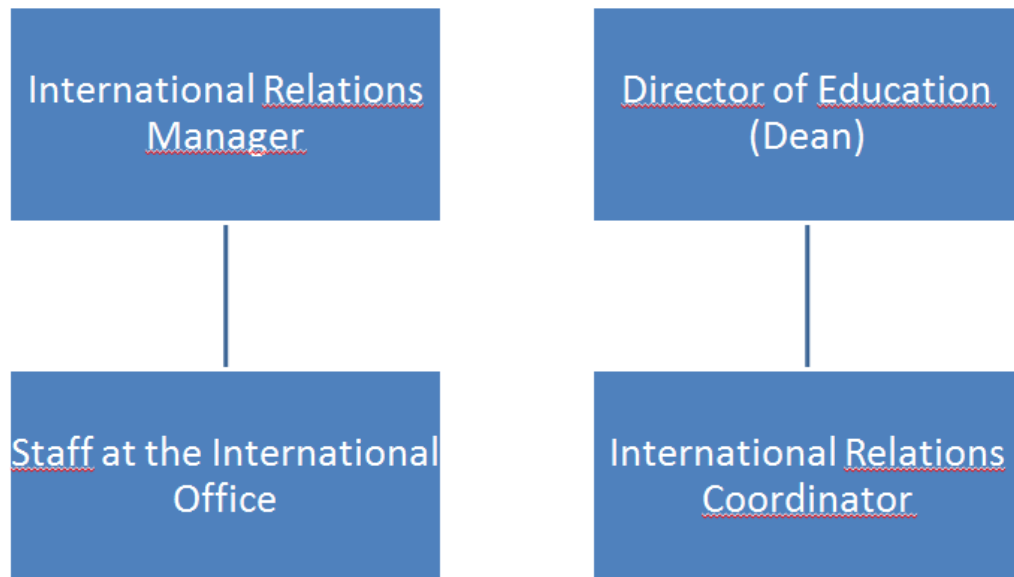 International Relations
Manager
Director of Education
(Dean)
Staff at the International
Office
International Relations
Coordinator